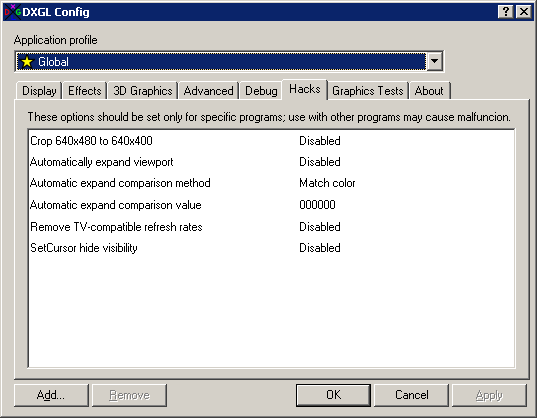 DXGL Config
Application profile
Global
Display Effects 3D Graphics Advanced Debug Hacks Graphics Tests About
These options should be set only for specific programs; use with other programs may cause malfuncion.
Crop 640x480 to 640x400 Disabled
Automatically expand viewport Disabled
Automatic expand comparison method Match color
Automatic expand comparison value 000000
Remove TV-compatible refresh rates Disabled
SetCursor hide visibility Disabled
Add... Remove OK Cancel Apply